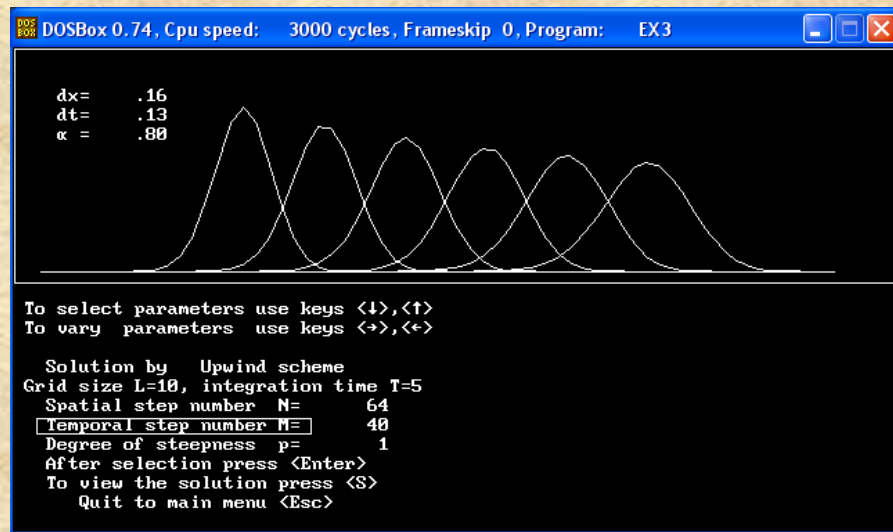 DOS BOX DOSBox 0.74, Cpu speed: 3000 cycles, Frameskip 0, Program: EX3
dx= .16
dt= .13
α = .80
To select parameters use keys <↓>,<↑>
To vary parameters use keys <→>,<←>
Solution by Upwind scheme
Grid size L=10, integration time T=5
Spatial step number N= 64
Temporal step number M= 40
Degree of steepness p= 1
After selection press <Enter>
To view the solution press <S>
Quit to main menu <Esc>